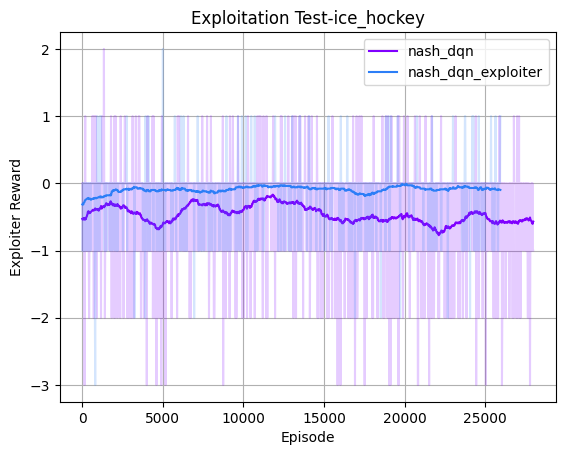 Exploitation Test-ice_hockey
nash_dqn
nash_dqn_exploiter
Exploiter Reward
2
1
0
−1
−2
−3
0
5000
10000
15000
20000
25000
Episode